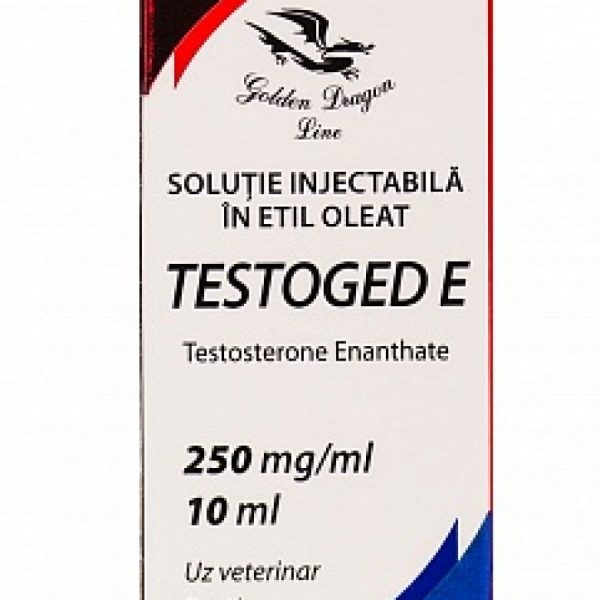 Golden Dragon
Line
SOLUȚIE INJECTABILĂ
ÎN ETIL OLEAT
TESTOGED E
Testosterone Enanthate
250 mg/ml
10 ml
Uz veterinar